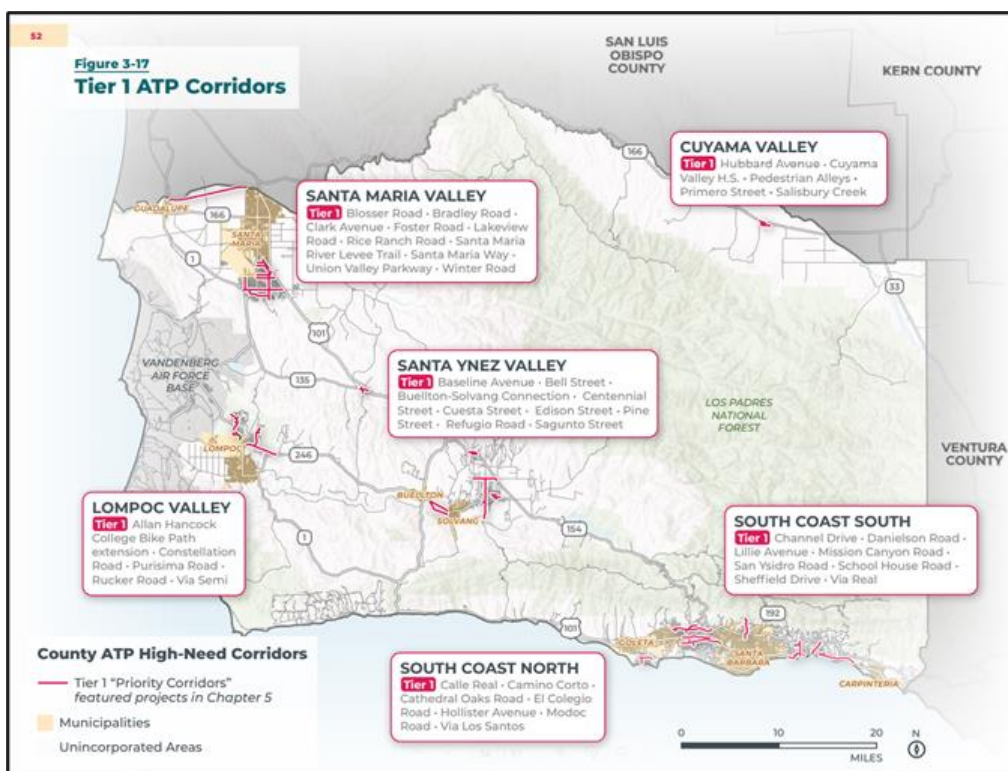 52
Figure 3-17
Tier 1 ATP Corridors
SAN LUIS
OBISPO
COUNTY
KERN COUNTY
CUYAMA VALLEY
Tier 1 Hubbard Avenue • Cuyama
Valley H.S. • Pedestrian Alleys •
Primero Street • Salisbury Creek
166
SANTA MARIA VALLEY
Tier 1 Blosser Road • Bradley Road •
Clark Avenue • Foster Road • Lakeview
Road • Rice Ranch Road • Santa Maria
River Levee Trail • Santa Maria Way •
Union Valley Parkway • Winter Road
GUADALUPE
166
SANTA
MARIA
1
101
33
VANDENBERG
AIR FORCE
BASE
135
SANTA YNEZ VALLEY
Tier 1 Baseline Avenue • Bell Street •
Buellton-Solvang Connection • Centennial
Street • Cuesta Street • Edison Street • Pine
Street • Refugio Road • Sagunto Street
LOS PADRES
NATIONAL
FOREST
VENTURA
COUNTY
LOMPOC
246
BUELLTON
SOLVANG
154
1
LOMPOC VALLEY
Tier 1 Allan Hancock
College Bike Path
extension • Constellation
Road • Purisima Road •
Rucker Road • Via Semi
SOUTH COAST SOUTH
Tier 1 Channel Drive • Danielson Road •
Lillie Avenue • Mission Canyon Road •
San Ysidro Road • School House Road •
Sheffield Drive • Via Real
192
101
GOLETA
SANTA
BARBARA
CARPINTERIA
SOUTH COAST NORTH
Tier 1 Calle Real • Camino Corto •
Cathedral Oaks Road • El Colegio
Road • Hollister Avenue • Modoc
Road • Via Los Santos
County ATP High-Need Corridors
Tier 1 “Priority Corridors”
featured projects in Chapter 5
Municipalities
Unincorporated Areas
0 10 20
MILES
N